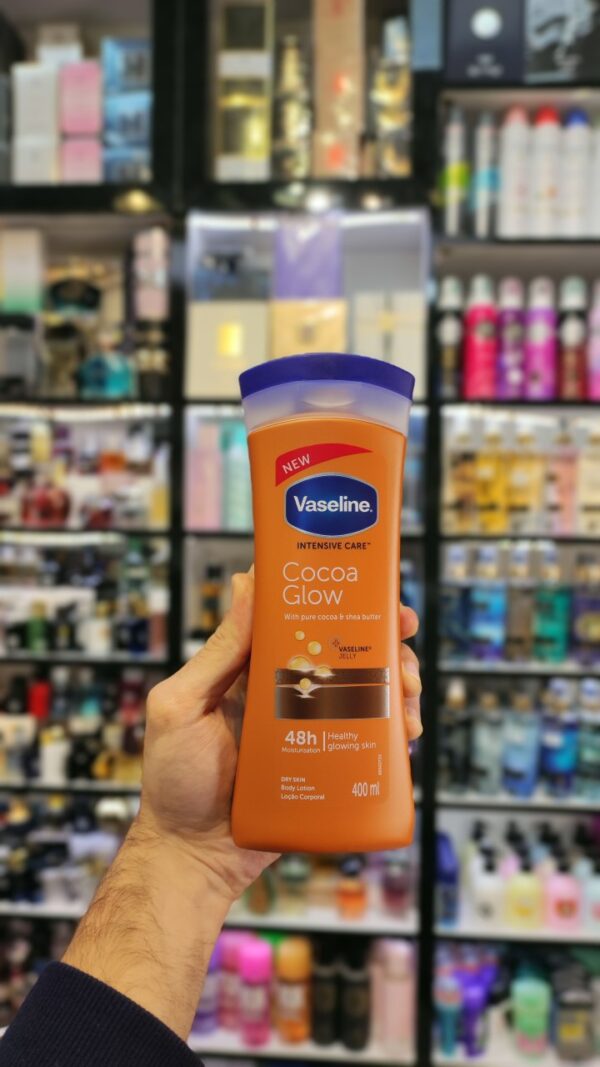 NEW
Vaseline.
INTENSIVE CARE™
Cocoa
Glow
With pure cocoa & shea butter
VASELINE®
JELLY
48h
Moisturisation
Healthy
glowing skin
DRY SKIN
Body Lotion
Loção Corporal
400 ml